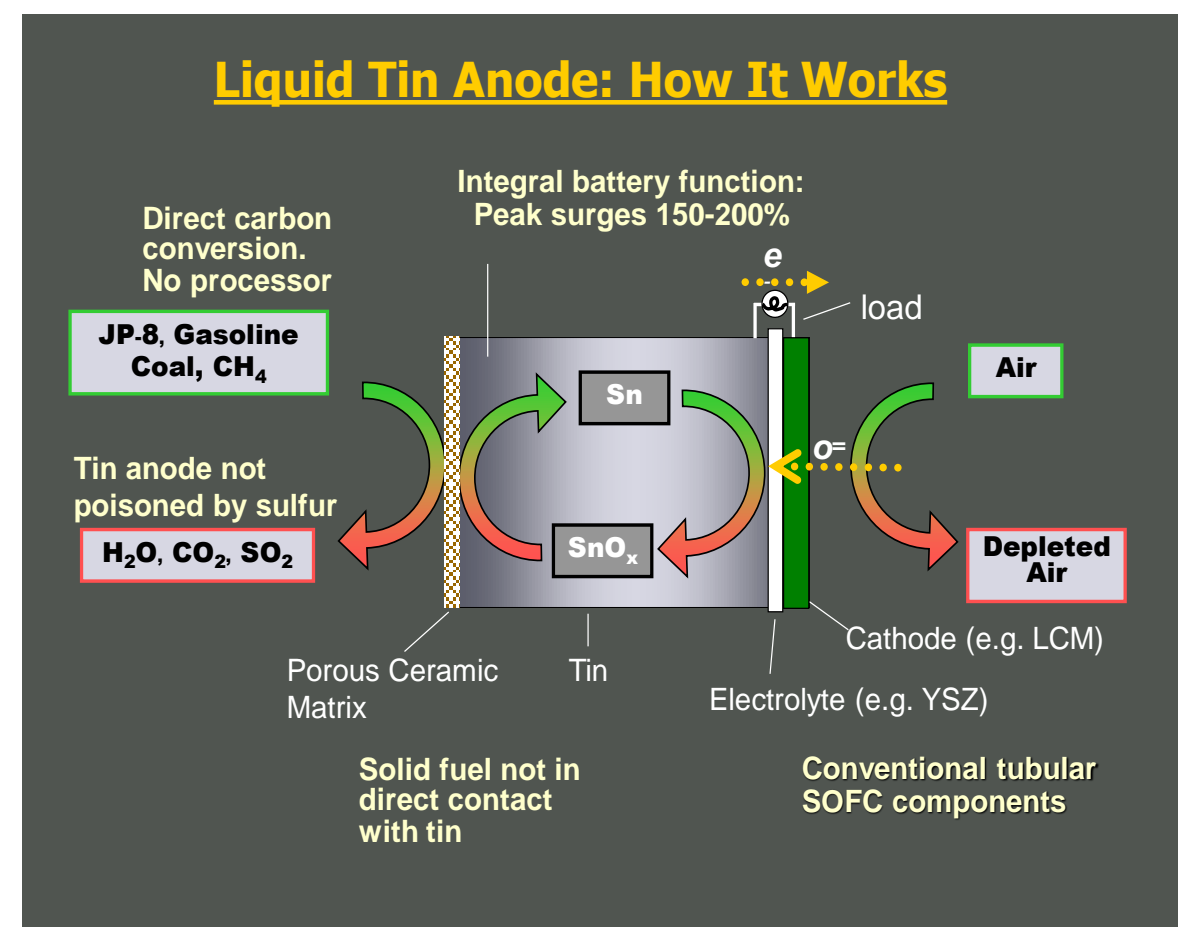 Liquid Tin Anode: How It Works
Integral battery function:
Peak surges 150-200%
Direct carbon
conversion.
No processor
e
-
load
JP-8, Gasoline
Coal, CH₄
Sn
Air
O=
Tin anode not
poisoned by sulfur
H₂O, CO₂, SO₂
SnOₓ
Depleted
Air
Cathode (e.g. LCM)
Porous Ceramic
Matrix
Tin
Electrolyte (e.g. YSZ)
Solid fuel not in
direct contact
with tin
Conventional tubular
SOFC components